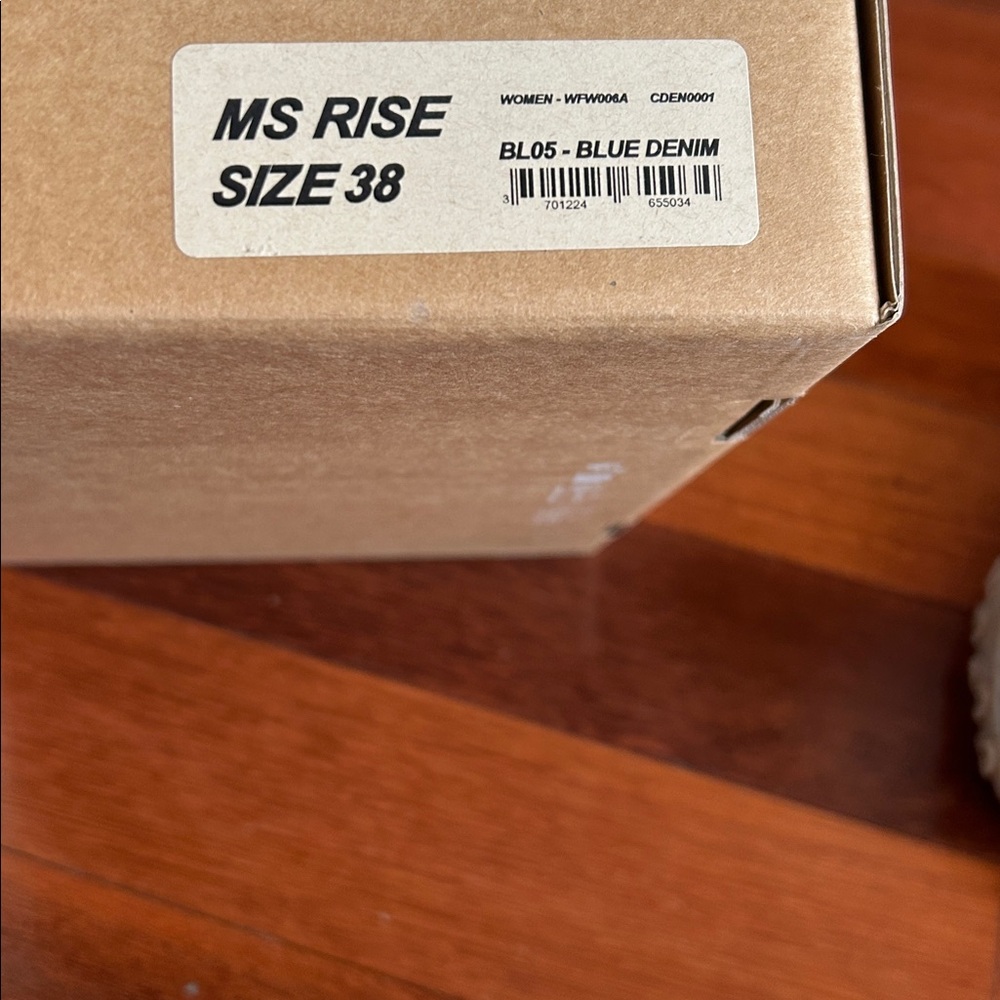 MS RISE
SIZE 38
WOMEN - WFW006A CDEN0001
BL05 - BLUE DENIM
3 701224 655034